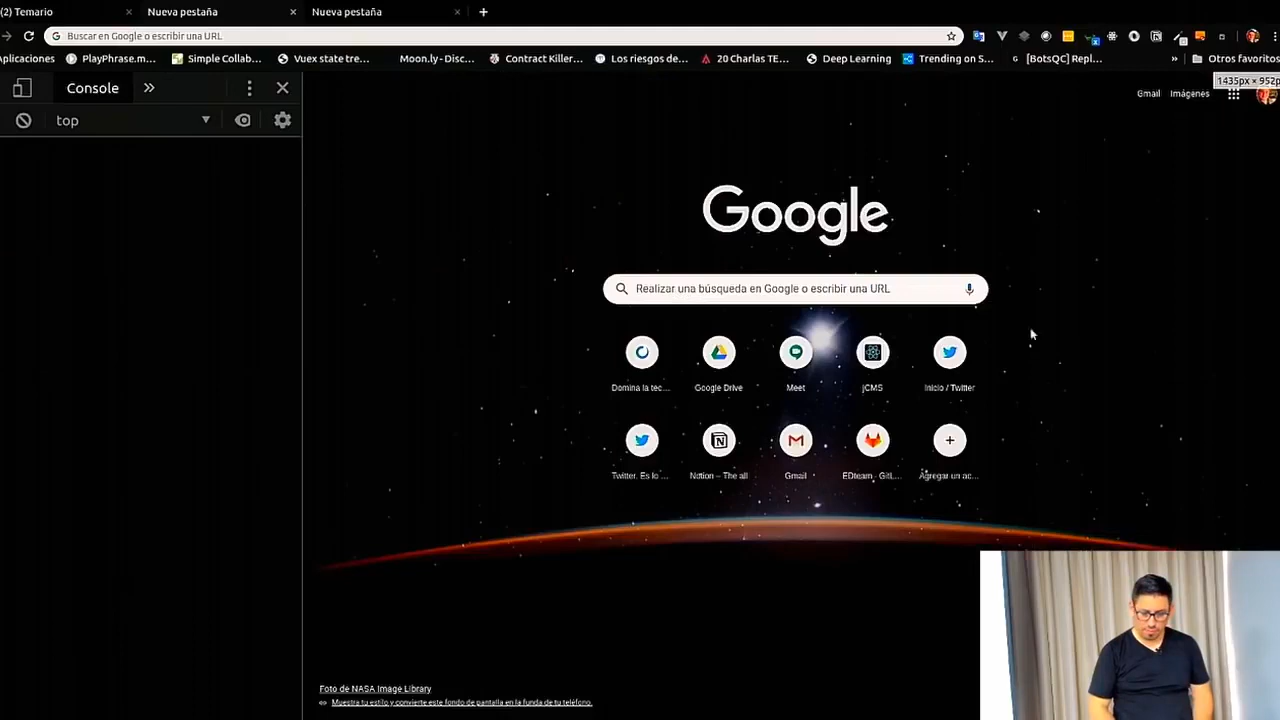 (2) Temario
Nueva pestaña
Nueva pestaña
Buscar en Google o escribir una URL
Aplicaciones
PlayPhrase.m...
Simple Collab...
Vuex state tre...
Moon.ly - Disc...
Contract Killer...
Los riesgos de...
20 Charlas TE...
Deep Learning
Trending on S...
[BotsQC] Repl...
»
Otros favoritos
Console
»
1435px × 952p
Gmail
Imágenes
top
Google
Realizar una búsqueda en Google o escribir una URL
Domina la tec...
Google Drive
Meet
jCMS
Inicio / Twitter
Twitter. Es lo ...
Notion – The all
Gmail
EDteam · GitL...
Agregar un ac...
Foto de NASA Image Library
Muestra tu estilo y convierte este fondo de pantalla en la funda de tu teléfono.